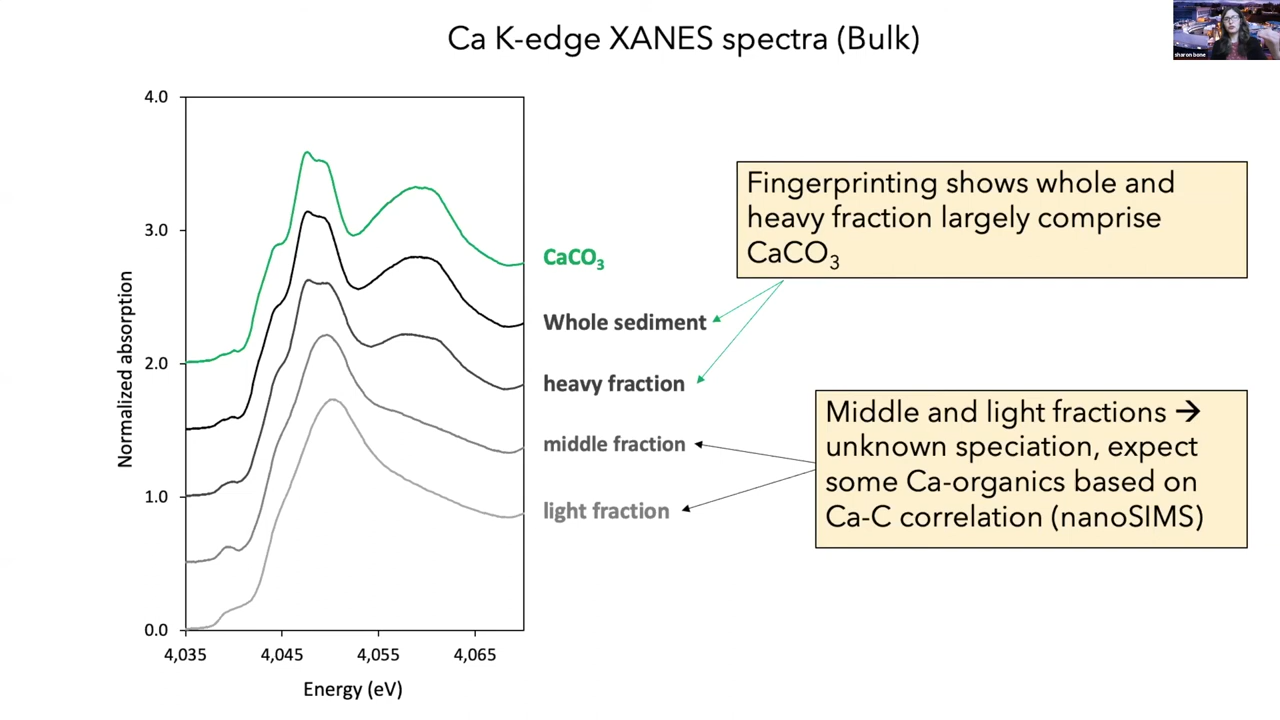 Ca K-edge XANES spectra (Bulk)
sharon bone
4.0
3.0
2.0
1.0
0.0
Normalized absorption
4,035
4,045
4,055
4,065
Energy (eV)
CaCO₃
Whole sediment
heavy fraction
middle fraction
light fraction
Fingerprinting shows whole and
heavy fraction largely comprise
CaCO₃
Middle and light fractions →
unknown speciation, expect
some Ca-organics based on
Ca-C correlation (nanoSIMS)